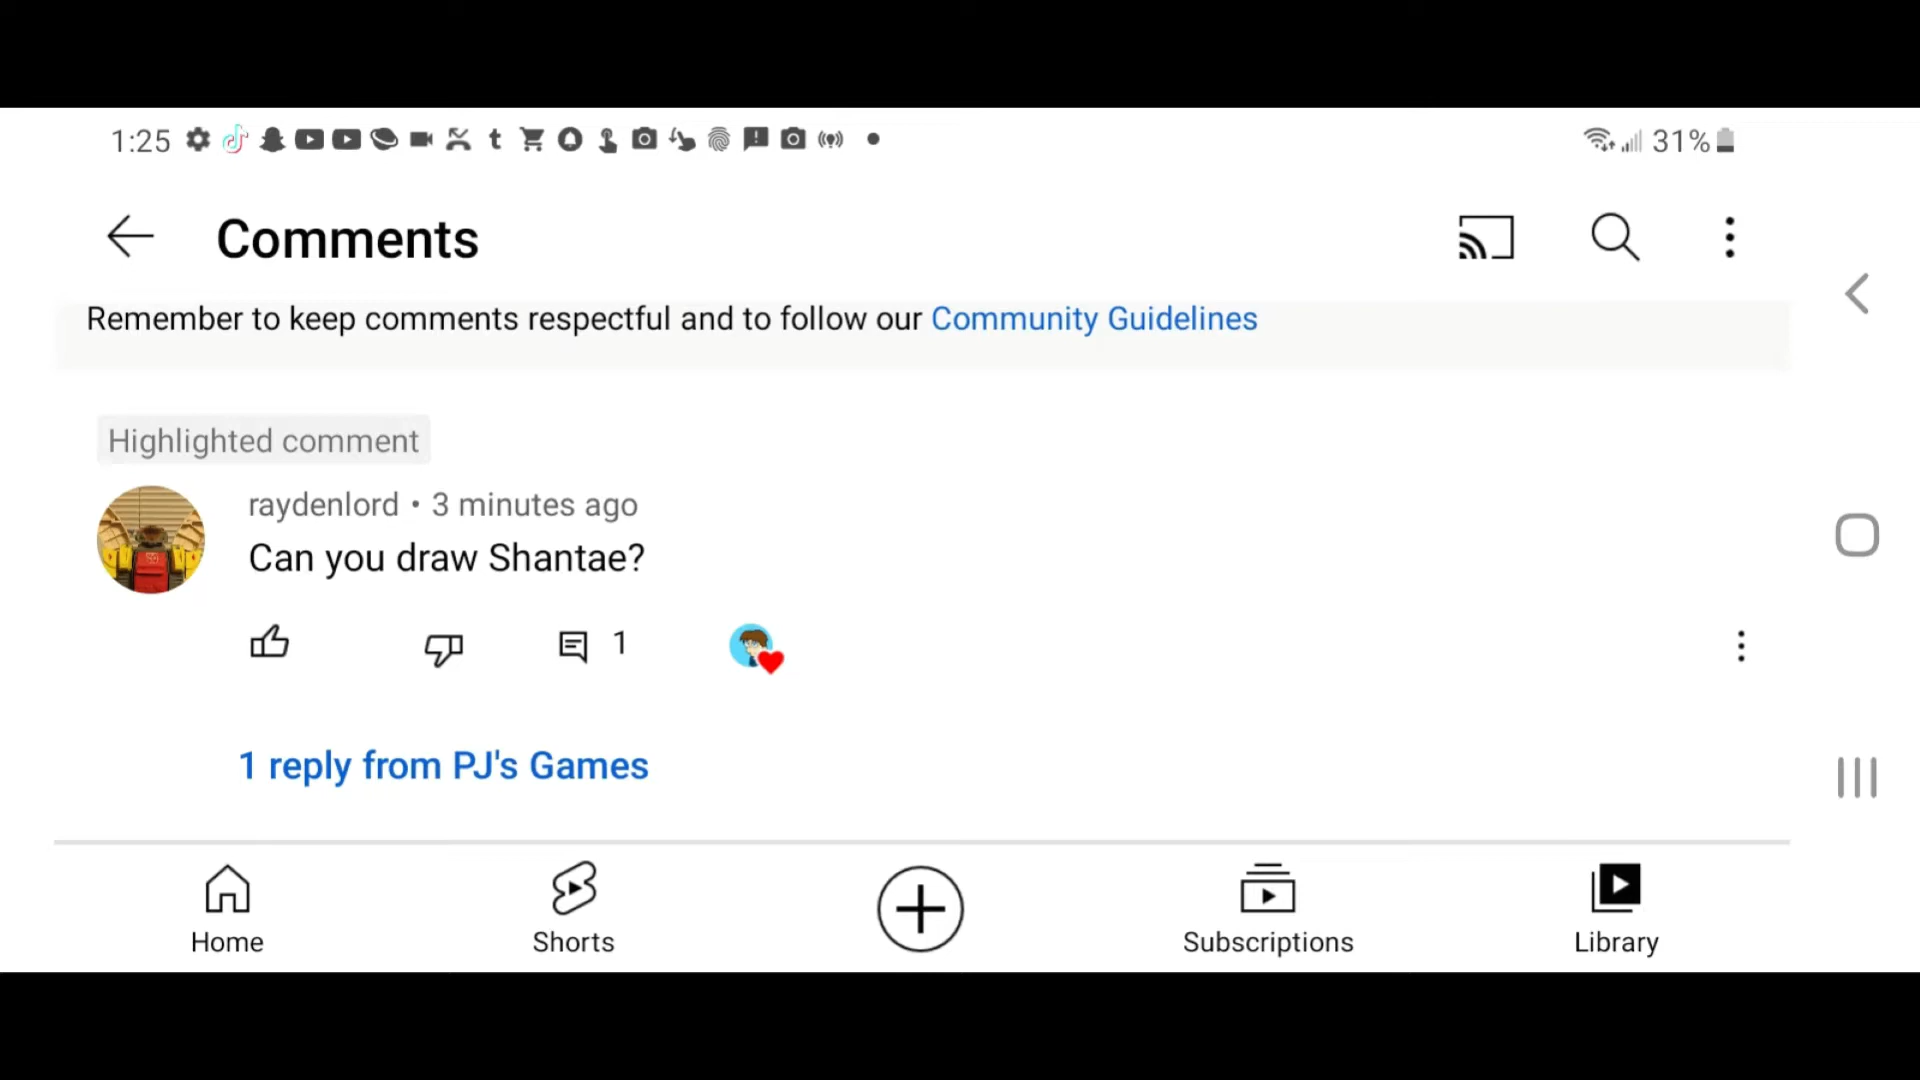 1:25
31%
Comments
Remember to keep comments respectful and to follow our Community Guidelines
Highlighted comment
raydenlord • 3 minutes ago
Can you draw Shantae?
1
1 reply from PJ's Games
Home
Shorts
Subscriptions
Library